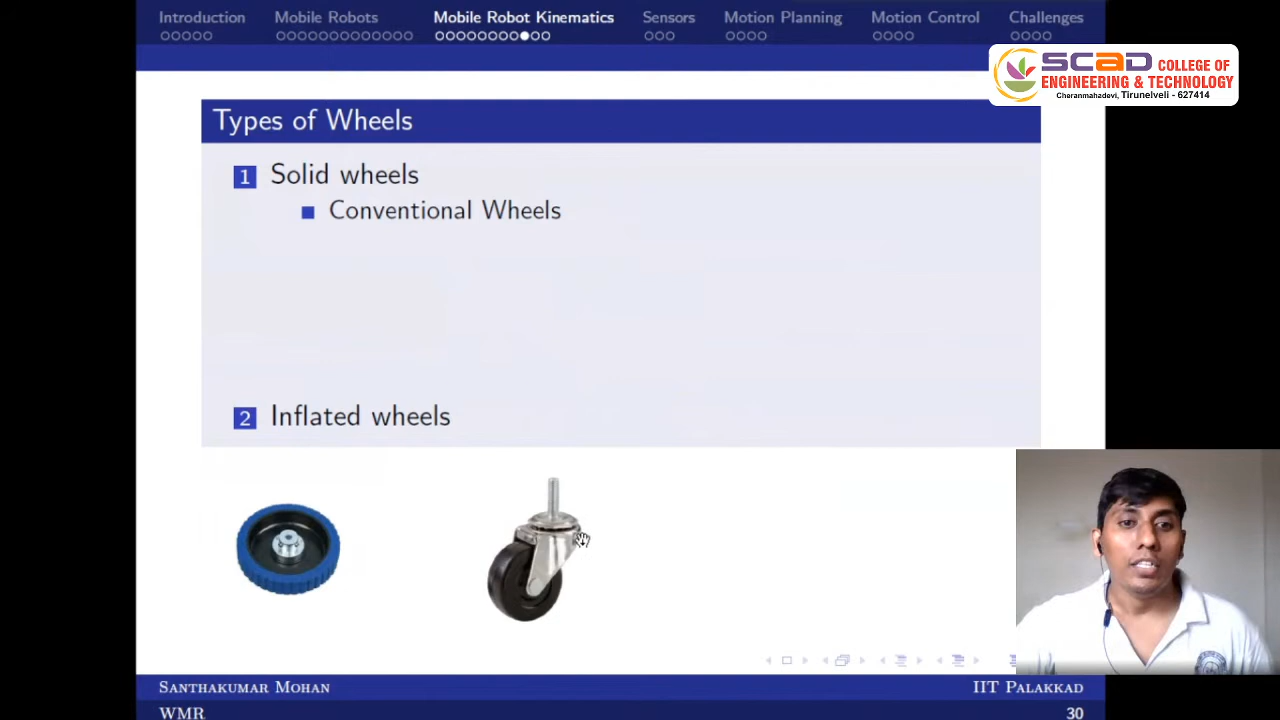 Introduction
Mobile Robots
Mobile Robot Kinematics
Sensors
Motion Planning
Motion Control
Challenges
SCAD COLLEGE OF
ENGINEERING & TECHNOLOGY
Cheranmahadevi, Tirunelveli - 627414
Types of Wheels
1 Solid wheels
Conventional Wheels
2 Inflated wheels
SANTHAKUMAR MOHAN
IIT PALAKKAD
WMR
30